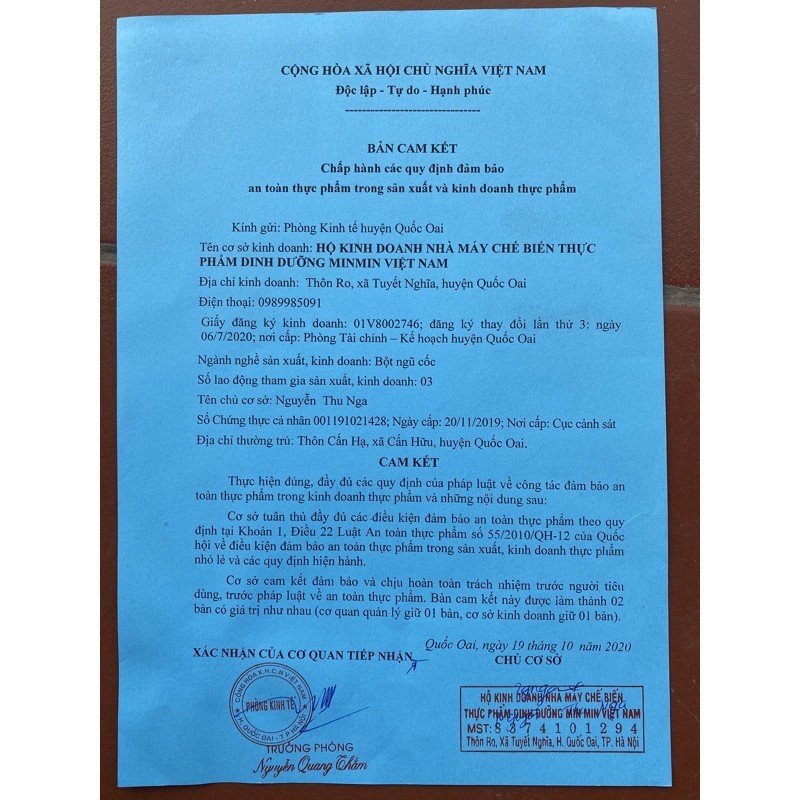 CỘNG HÒA XÃ HỘI CHỦ NGHĨA VIỆT NAM
Độc lập - Tự do - Hạnh phúc
BẢN CAM KẾT
Chấp hành các quy định đảm bảo
an toàn thực phẩm trong sản xuất và kinh doanh thực phẩm
Kính gửi: Phòng Kinh tế huyện Quốc Oai
Tên cơ sở kinh doanh: HỘ KINH DOANH NHÀ MÁY CHẾ BIẾN THỰC
PHẨM DINH DƯỠNG MINMIN VIỆT NAM
Địa chỉ kinh doanh: Thôn Ro, xã Tuyết Nghĩa, huyện Quốc Oai
Điện thoại: 0989985091
Giấy đăng ký kinh doanh: 01V8002746; đăng ký thay đổi lần thứ 3: ngày
06/7/2020; nơi cấp: Phòng Tài chính – Kế hoạch huyện Quốc Oai
Ngành nghề sản xuất, kinh doanh: Bột ngũ cốc
Số lao động tham gia sản xuất, kinh doanh: 03
Tên chủ cơ sở: Nguyễn Thu Nga
Số Chứng thực cá nhân 001191021428; Ngày cấp: 20/11/2019; Nơi cấp: Cục cảnh sát
Địa chỉ thường trú: Thôn Cấn Hạ, xã Cấn Hữu, huyện Quốc Oai.
CAM KẾT
Thực hiện đúng, đầy đủ các quy định của pháp luật về công tác đảm bảo an
toàn thực phẩm trong kinh doanh thực phẩm và những nội dung sau:
Cơ sở tuân thủ đầy đủ các điều kiện đảm bảo an toàn thực phẩm theo quy
định tại Khoản 1, Điều 22 Luật An toàn thực phẩm số 55/2010/QH-12 của Quốc
hội về điều kiện đảm bảo an toàn thực phẩm trong sản xuất, kinh doanh thực phẩm
nhỏ lẻ và các quy định hiện hành.
Cơ sở cam kết đảm bảo và chịu hoàn toàn trách nhiệm trước người tiêu
dùng, trước pháp luật về an toàn thực phẩm. Bản cam kết này được làm thành 02
bản có giá trị như nhau (cơ quan quản lý giữ 01 bản, cơ sở kinh doanh giữ 01 bản).
Quốc Oai, ngày 19 tháng 10 năm 2020
XÁC NHẬN CỦA CƠ QUAN TIẾP NHẬN
CHỦ CƠ SỞ
CỘNG HÒA X.H.C.N VIỆT NAM
PHÒNG KINH TẾ
H. QUỐC OAI - T.P HÀ NỘI
TRƯỞNG PHÒNG
Nguyễn Quang Thắm
HỘ KINH DOANH NHÀ MÁY CHẾ BIẾN
THỰC PHẨM DINH DƯỠNG MIN MIN VIỆT NAM
MST: 8374101294
Thôn Ro, Xã Tuyết Nghĩa, H. Quốc Oai, TP. Hà Nội